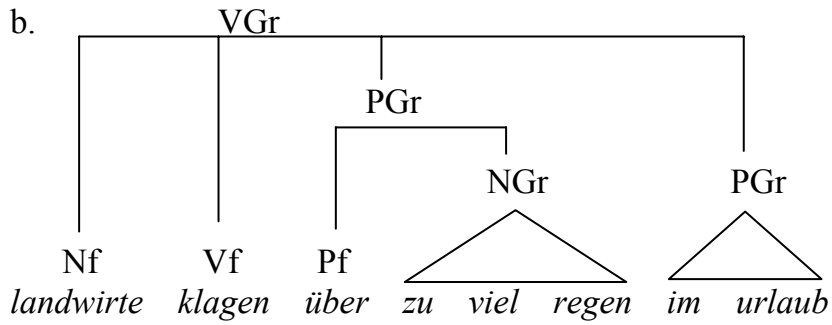 b. VGr
PGr
NGr PGr
Nf Vf Pf
landwirte klagen über zu viel regen im urlaub